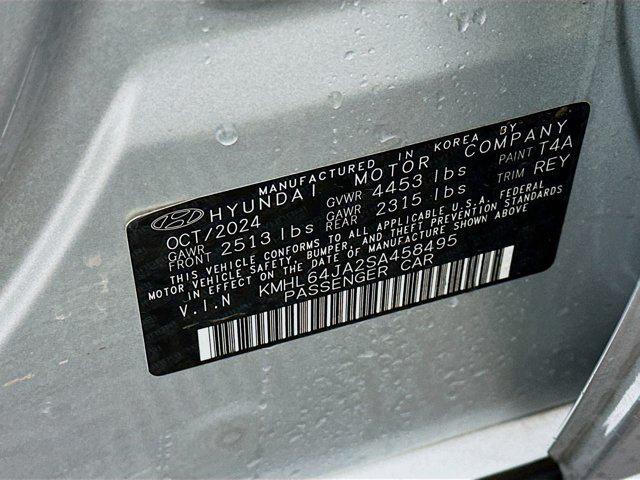 MANUFACTURED IN KOREA BY
HYUNDAI MOTOR COMPANY
OCT/2024 GVWR 4453 lbs PAINT T4A
GAWR FRONT 2513 lbs GAWR REAR 2315 lbs TRIM REY
THIS VEHICLE CONFORMS TO ALL APPLICABLE U.S.A. FEDERAL
MOTOR VEHICLE SAFETY, BUMPER, AND THEFT PREVENTION STANDARDS
IN EFFECT ON THE DATE OF MANUFACTURE SHOWN ABOVE
V.I.N KMHL64JA2SA458495
PASSENGER CAR